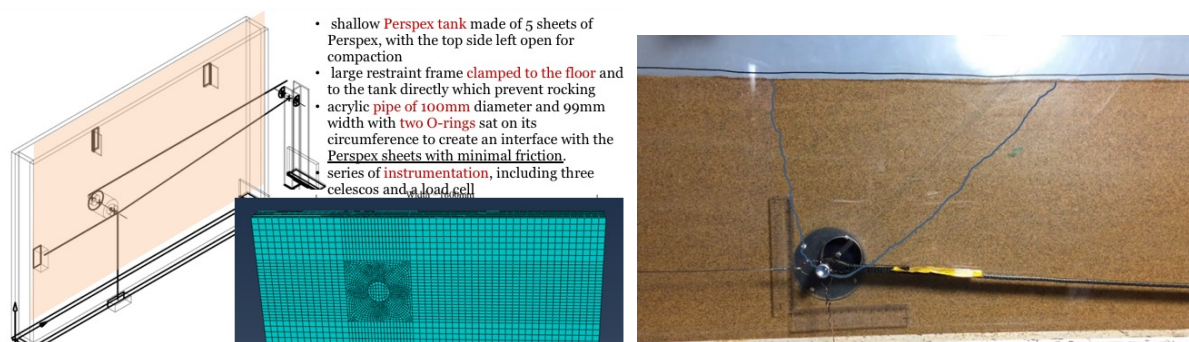 • shallow Perspex tank made of 5 sheets of
Perspex, with the top side left open for
compaction
• large restraint frame clamped to the floor and
to the tank directly which prevent rocking
• acrylic pipe of 100mm diameter and 99mm
width with two O-rings sat on its
circumference to create an interface with the
Perspex sheets with minimal friction.
• series of instrumentation, including three
celescos and a load cell